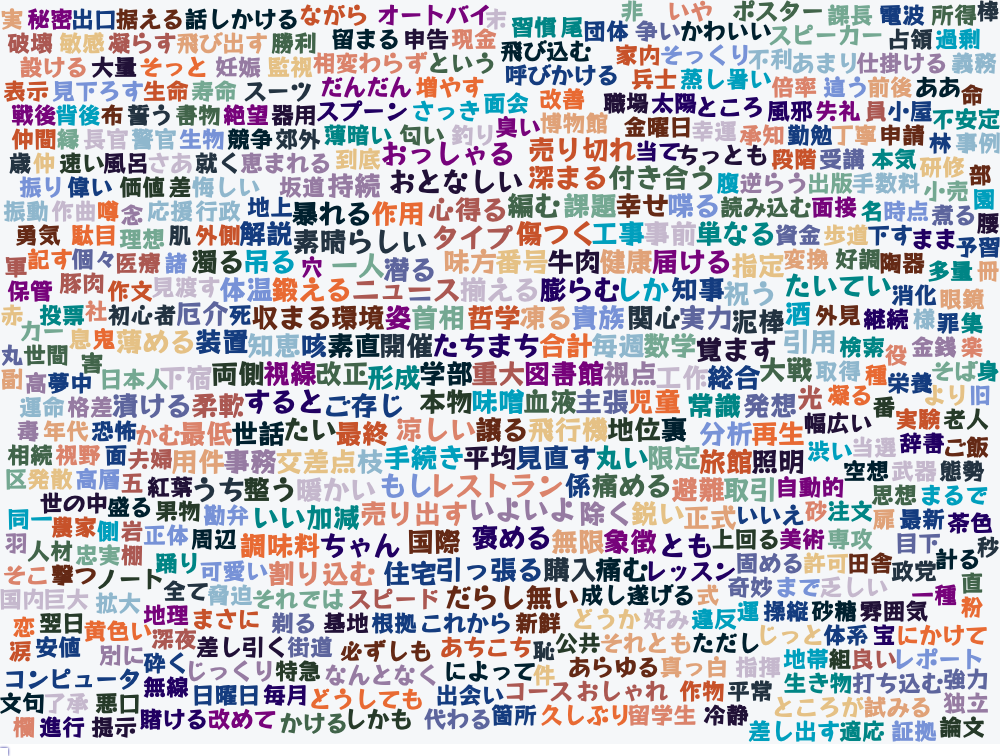 実 秘密 出口 据える 話しかける ながら オートバイ 末 習慣 尾 団体 非 いや 争い かわいい ポスター スピーカー 課長 電波 所得 棒
破壊 敏感 凝らす 飛び出す 勝利 留まる 申告 現金 飛び込む 家内 そっくり 不利 あまり 仕掛ける 占領 過剰 義務
設ける 大量 そっと 妊娠 監視 相変わらず という 呼びかける 兵士 蒸し暑い 倍率 違う 前後 ああ 命
表示 見下ろす 生命 寿命 スーツ だんだん 増やす 面会 改善 職場 太陽 ところ 風邪 失礼 員 小屋 不安定
戦後 背後 布 誓う 書物 絶望 器用 スプーン さっき 臭い 博物館 金曜日 幸運 承知 勤勉 丁寧 申請 林 事例
仲間 縁 長官 警官 生物 競争 郊外 薄暗い 匂い 釣り おっしゃる 売り切れ 当て ちっとも 段階 受講 本気 研修 部
歳 仲 速い 風呂 さあ 就く 恵まれる 到底 おとなしい 深まる 付き合う 腹 逆らう 出版 手数料 小売 園
振り 偉い 価値 差 悔しい 坂道 持続 暴れる 作用 心得る 編む 課題 幸せ 喋る 読み込む 面接 名 時点 煮る 腰
振動 作曲 噂 念 応援 行政 地上 素晴らしい タイプ 傷つく 工事 事前 単なる 資金 歩道 下す まま 予習
勇気 駄目 理想 肌 外側 解説 穴 一人 潜る 味方 番号 牛肉 健康 届ける 指定 変換 好調 陶器 多量 冊
軍 記す 個々 医療 諸 濁る 吊る 鍛える ニュース 揃える 膨らむ しか 知事 祝う たいてい 消化 眼鏡
保管 豚肉 作文 見渡す 体温 収まる 環境 姿 首相 哲学 凍る 貴族 関心 実力 泥棒 酒 外見 継続 様 罪 集
赤 カー 投票 社 初心者 厄介 死 装置 知恵 咳 素直 開催 たちまち 合計 毎週 数学 覚ます 引用 検索 役 金銭 楽
丸 世間 害 息 鬼 薄める 両側 視線 改正 形成 学部 重大 図書館 視点 工作 総合 大戦 取得 種 栄養 そば 身
副 高 夢中 日本人 下宿 漬ける 柔軟 すると ご存じ 本物 味噌 血液 主張 児童 常識 発想 光 凝る 番 より 旧
運命 格差 毒 年代 恐怖 かむ 最低 世話 たい 最終 涼しい 譲る 飛行機 地位 裏 分析 再生 幅広い 実験 老人
相続 視野 面 夫婦 用件 事務 交差点 枝 手続き 平均 見直す 丸い 限定 旅館 照明 渋い 当選 辞書 ご飯
区 発散 高層 五 紅葉 うち 整う 暖かい もし レストラン 係 痛める 避難 取引 自動的 空想 武器 態勢
世の中 盛る 果物 勘弁 いい加減 売り出す いよいよ 除く 鋭い 正式 いいえ 砂 注文 思想 まるで
同一 農家 側 岩 正体 周辺 調味料 ちゃん 国際 褒める 無限 象徴 とも 上回る 美術 専攻 扉 最新 茶色
羽 人材 忠実 棚 踊り 可愛い 割り込む 住宅 引っ張る 購入 痛む レッスン 固める 許可 田舎 目下 政党 計る 秒
そこ 撃つ ノート 全て 脅迫 それでは スピード だらし無い 成し遂げる 式 奇妙 まで 乏しい 一種 直 粉
国内 巨大 拡大 地理 まさに 剃る 基地 根拠 これから 新鮮 どうか 好み 違反 運 操縦 砂糖 雰囲気
恋 翌日 黄色い 深夜 差し引く 街道 必ずしも あちこち 恥 公共 それとも ただし じっと 体系 宝 にかけて
涙 安値 別に 砕く じっくり 特急 なんとなく によって 件 あらゆる 真っ白 指揮 地帯 組 良い レポート
コンピュータ 無線 日曜日 毎月 どうしても 出会い コース おしゃれ 作物 平常 生き物 打ち込む 強力
文句 了承 悪口 賭ける 改めて かける しかも 代わる 箇所 久しぶり 留学生 冷静 ところが 試みる 独立
欄 進行 提示 差し出す 適応 証拠 論文